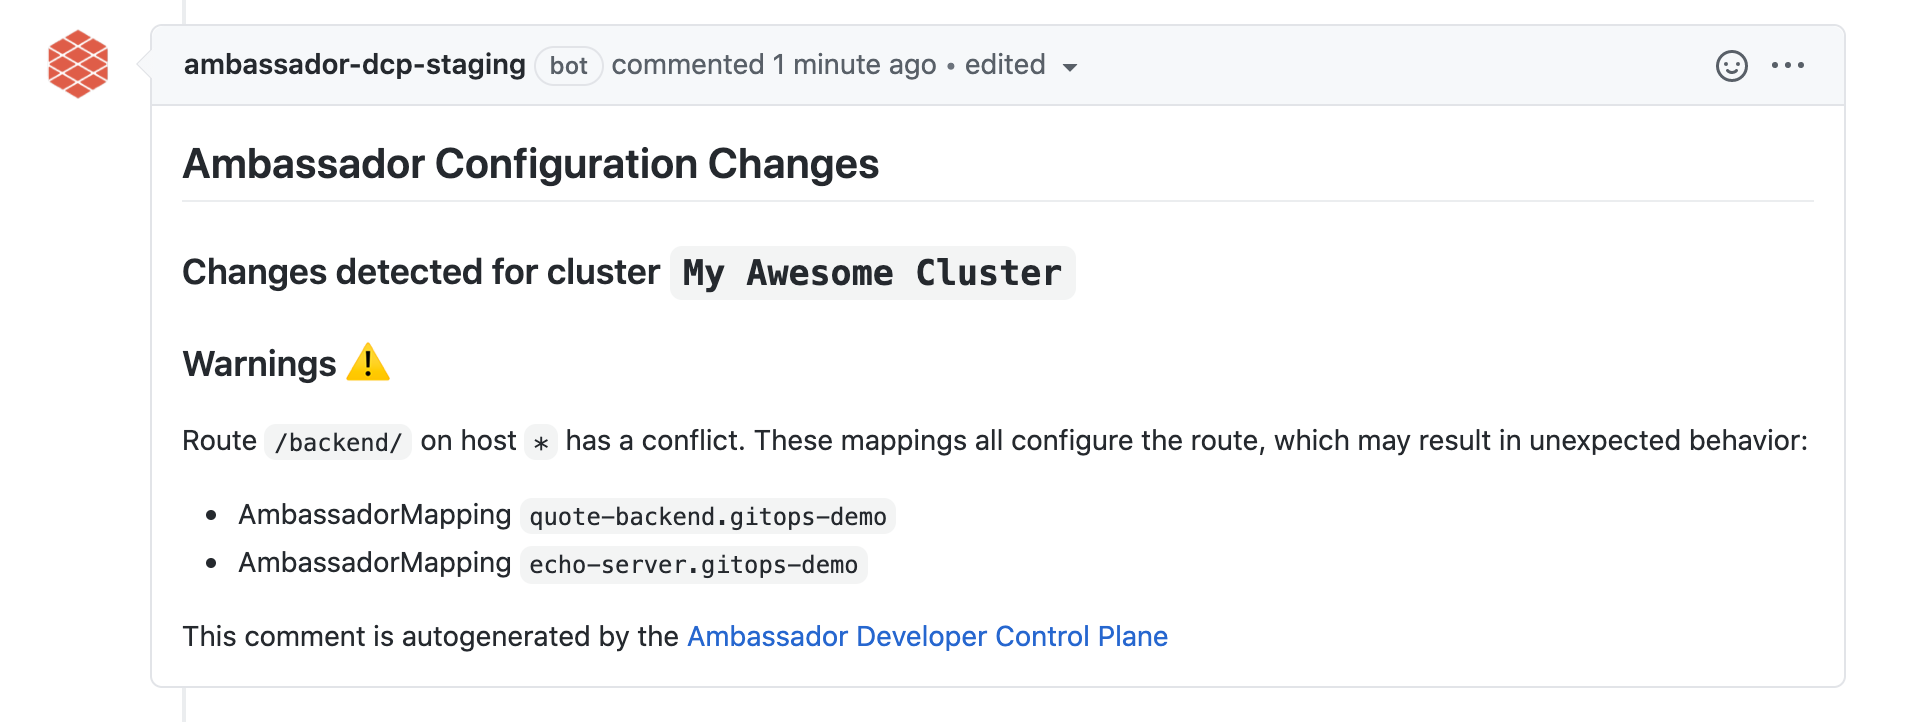 ambassador-dcp-staging bot commented 1 minute ago • edited
Ambassador Configuration Changes
Changes detected for cluster My Awesome Cluster
Warnings ⚠️
Route /backend/ on host * has a conflict. These mappings all configure the route, which may result in unexpected behavior:
• AmbassadorMapping quote-backend.gitops-demo
• AmbassadorMapping echo-server.gitops-demo
This comment is autogenerated by the Ambassador Developer Control Plane